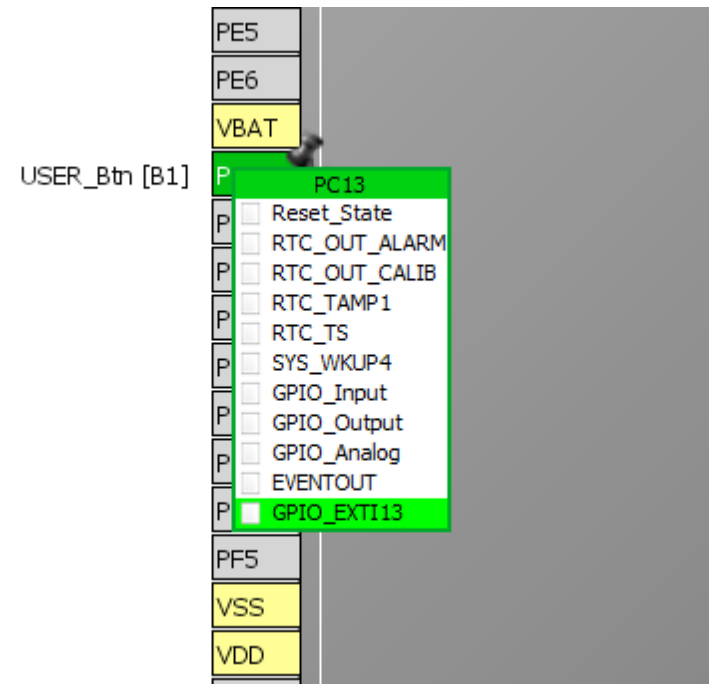 PE5
PE6
VBAT
USER_Btn [B1]
P
PC13
Reset_State
P
RTC_OUT_ALARM
P
RTC_OUT_CALIB
P
RTC_TAMP1
RTC_TS
P
SYS_WKUP4
GPIO_Input
P
GPIO_Output
P
GPIO_Analog
EVENTOUT
P
GPIO_EXTI13
PF5
VSS
VDD